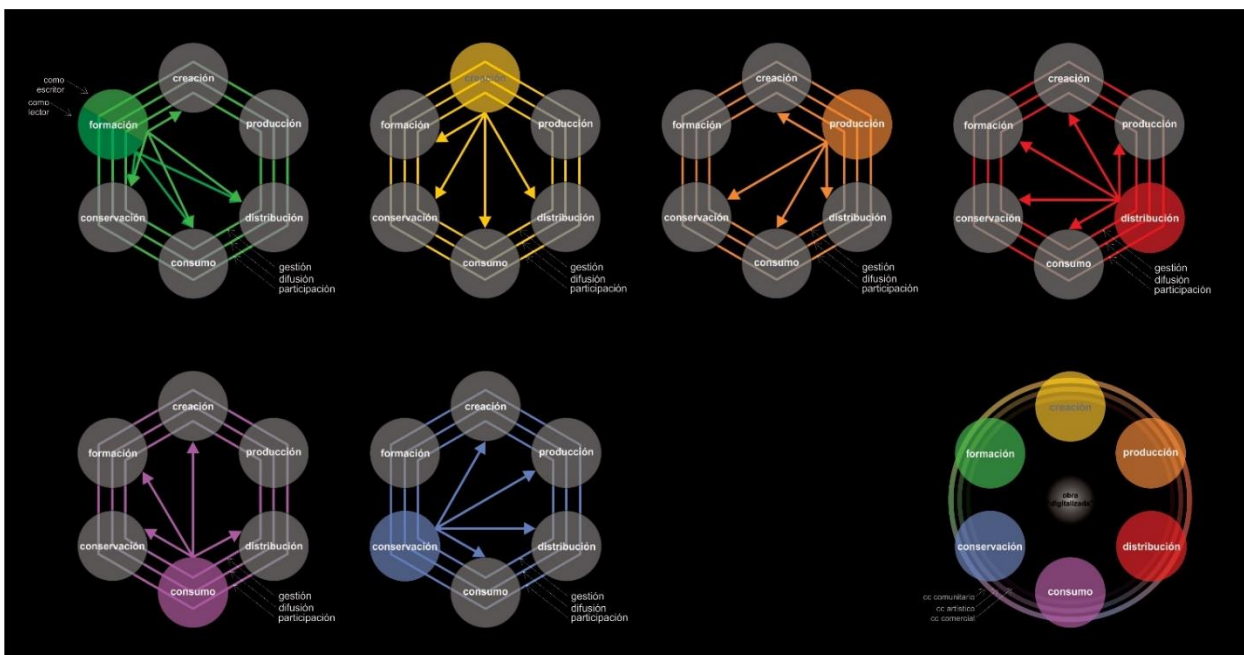 como
escritor
como
lector
creación
formación
producción
conservación
distribución
consumo
gestión
difusión
participación
creación
formación
producción
conservación
distribución
consumo
gestión
difusión
participación
creación
formación
producción
conservación
distribución
consumo
gestión
difusión
participación
creación
formación
producción
conservación
distribución
consumo
gestión
difusión
participación
creación
formación
producción
conservación
distribución
consumo
gestión
difusión
participación
creación
formación
producción
conservación
distribución
consumo
gestión
difusión
participación
creación
formación
producción
obra
"digitalizada"
conservación
distribución
consumo
cc comunitario
cc artístico
cc comercial